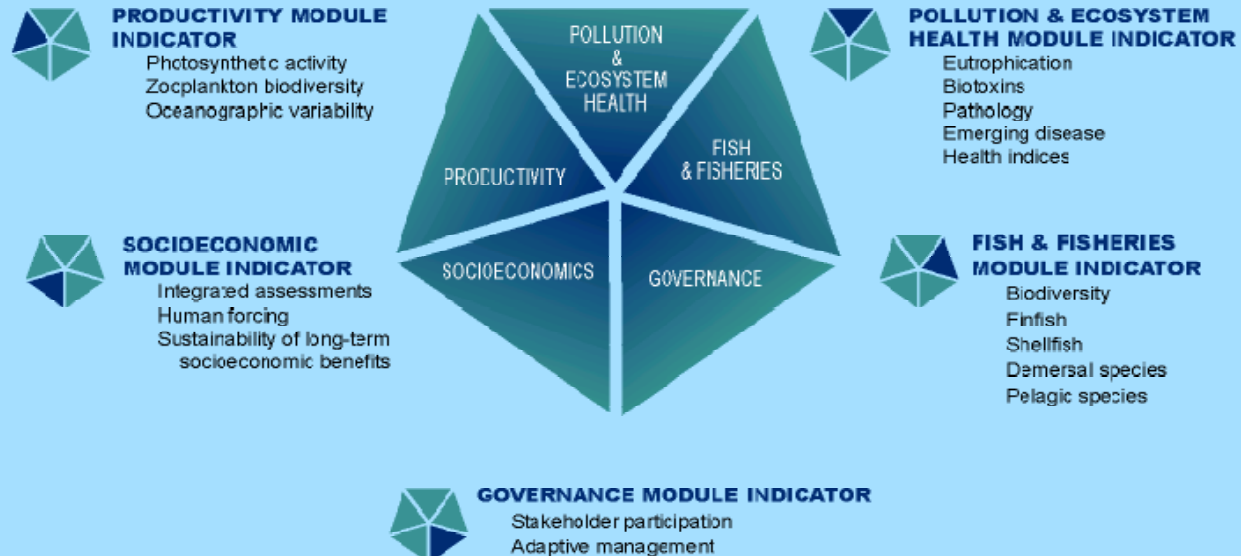 PRODUCTIVITY MODULE
INDICATOR
Photosynthetic activity
Zocplankton biodiversity
Oceanographic variability
POLLUTION
&
ECOSYSTEM
HEALTH
FISH
& FISHERIES
PRODUCTIVITY
SOCIOECONOMICS
GOVERNANCE
POLLUTION & ECOSYSTEM
HEALTH MODULE INDICATOR
Eutrophication
Biotoxins
Pathology
Emerging disease
Health indices
SOCIOECONOMIC
MODULE INDICATOR
Integrated assessments
Human forcing
Sustainability of long-term
socioeconomic benefits
FISH & FISHERIES
MODULE INDICATOR
Biodiversity
Finfish
Shellfish
Demersal species
Pelagic species
GOVERNANCE MODULE INDICATOR
Stakeholder participation
Adaptive management